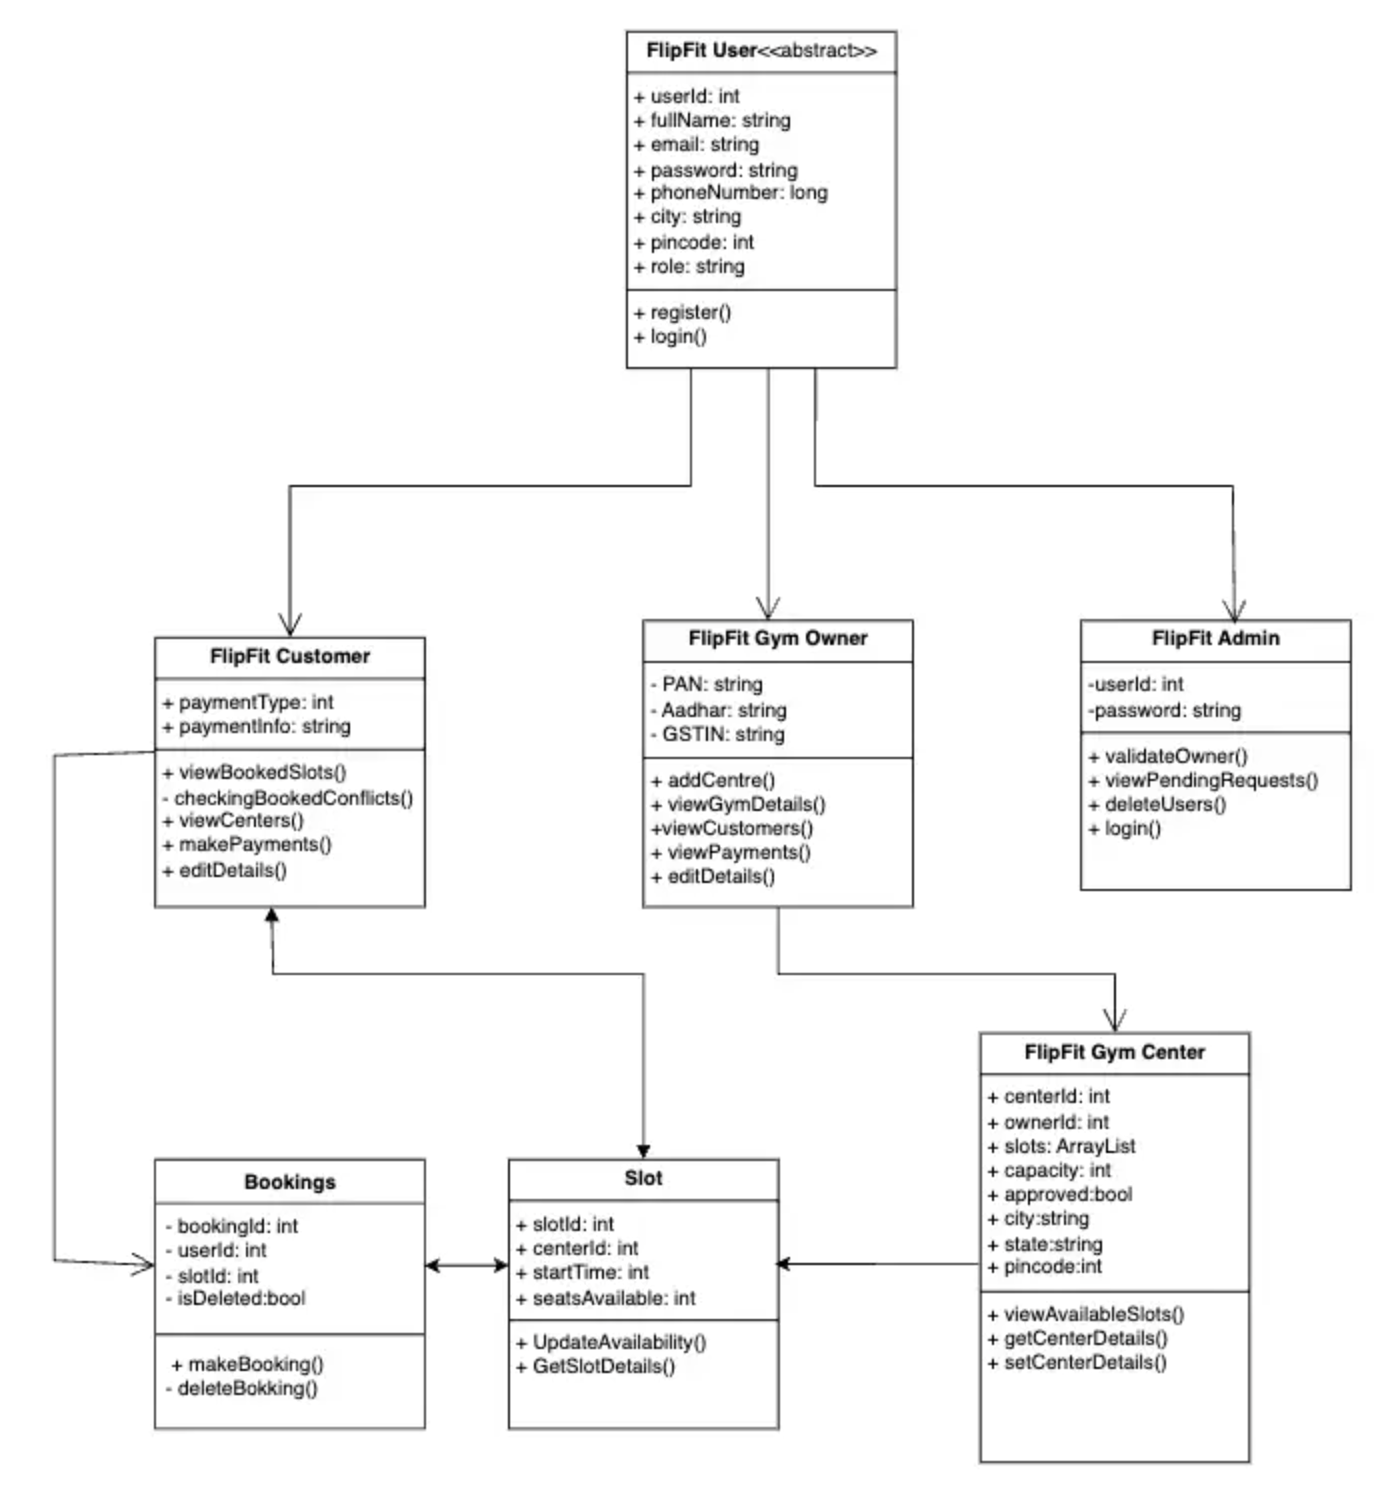 FlipFit User<<abstract>>
+ userId: int
+ fullName: string
+ email: string
+ password: string
+ phoneNumber: long
+ city: string
+ pincode: int
+ role: string
+ register()
+ login()
FlipFit Customer
+ paymentType: int
+ paymentInfo: string
+ viewBookedSlots()
- checkingBookedConflicts()
+ viewCenters()
+ makePayments()
+ editDetails()
FlipFit Gym Owner
- PAN: string
- Aadhar: string
- GSTIN: string
+ addCentre()
+ viewGymDetails()
+viewCustomers()
+ viewPayments()
+ editDetails()
FlipFit Admin
-userId: int
-password: string
+ validateOwner()
+ viewPendingRequests()
+ deleteUsers()
+ login()
Bookings
- bookingId: int
- userId: int
- slotId: int
- isDeleted:bool
+ makeBooking()
- deleteBokking()
Slot
+ slotId: int
+ centerId: int
+ startTime: int
+ seatsAvailable: int
+ UpdateAvailability()
+ GetSlotDetails()
FlipFit Gym Center
+ centerId: int
+ ownerId: int
+ slots: ArrayList
+ capacity: int
+ approved:bool
+ city:string
+ state:string
+ pincode:int
+ viewAvailableSlots()
+ getCenterDetails()
+ setCenterDetails()